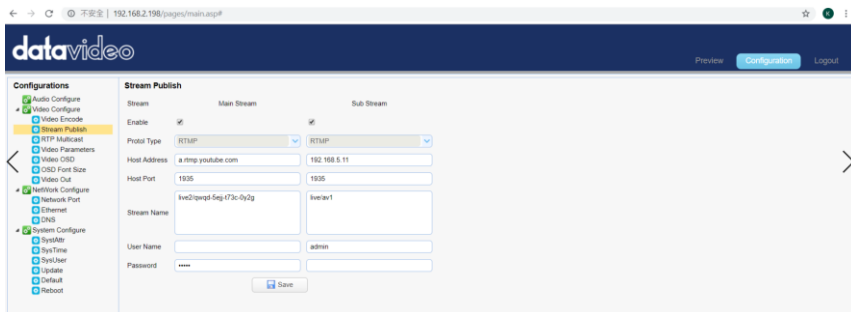 不安全 | 192.168.2.198/pages/main.asp#
K
datavideo
Preview Configuration Logout
Configurations
Audio Configure
Video Configure
Video Encode
Stream Publish
RTP Multicast
Video Parameters
Video OSD
OSD Font Size
Video Out
NetWork Configure
Network Port
Ethernet
DNS
System Configure
SystAttr
SysTime
SysUser
Update
Default
Reboot
Stream Publish
Stream Main Stream Sub Stream
Enable
Protol Type RTMP RTMP
Host Address a.rtmp.youtube.com 192.168.5.11
Host Port 1935 1935
Stream Name live2/qwqd-5ejj-t73c-0y2g live/av1
User Name admin
Password •••••
Save